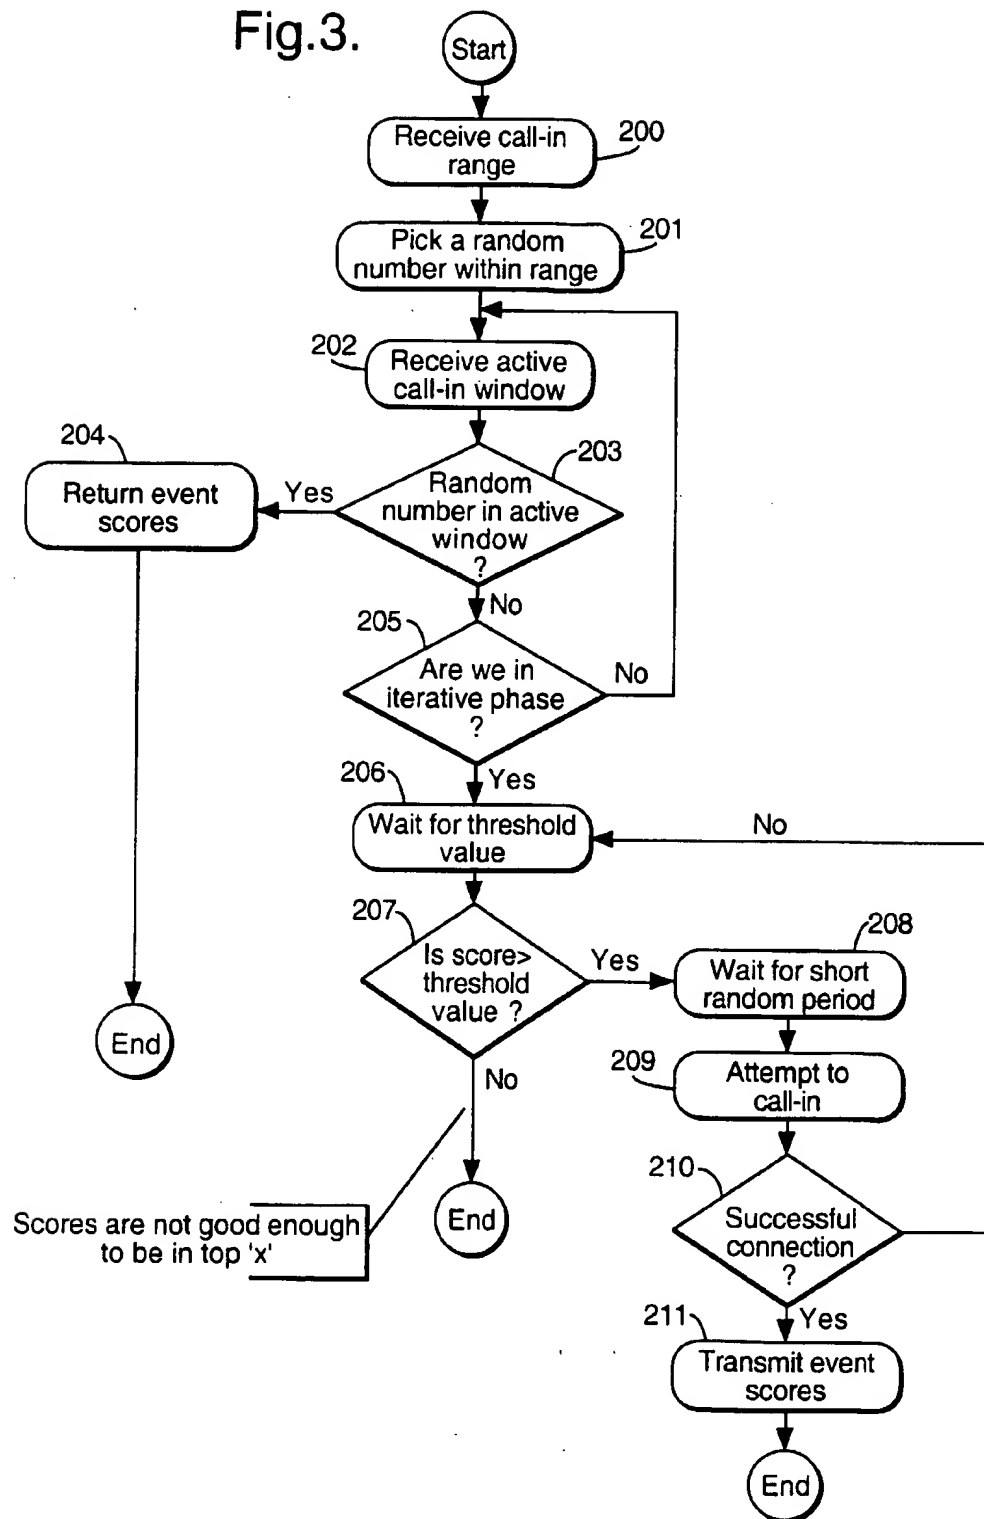 Fig.3.
Start
Receive call-in
range
200
Pick a random
number within range
201
202
Receive active
call-in window
203
Random
number in active
window
?
Yes
204
Return event
scores
End
No
205
Are we in
iterative phase
?
No
Yes
206
Wait for threshold
value
No
207
Is score>
threshold
value ?
Yes
208
Wait for short
random period
No
End
Scores are not good enough
to be in top 'x'
209
Attempt to
call-in
210
Successful
connection
?
Yes
211
Transmit event
scores
End